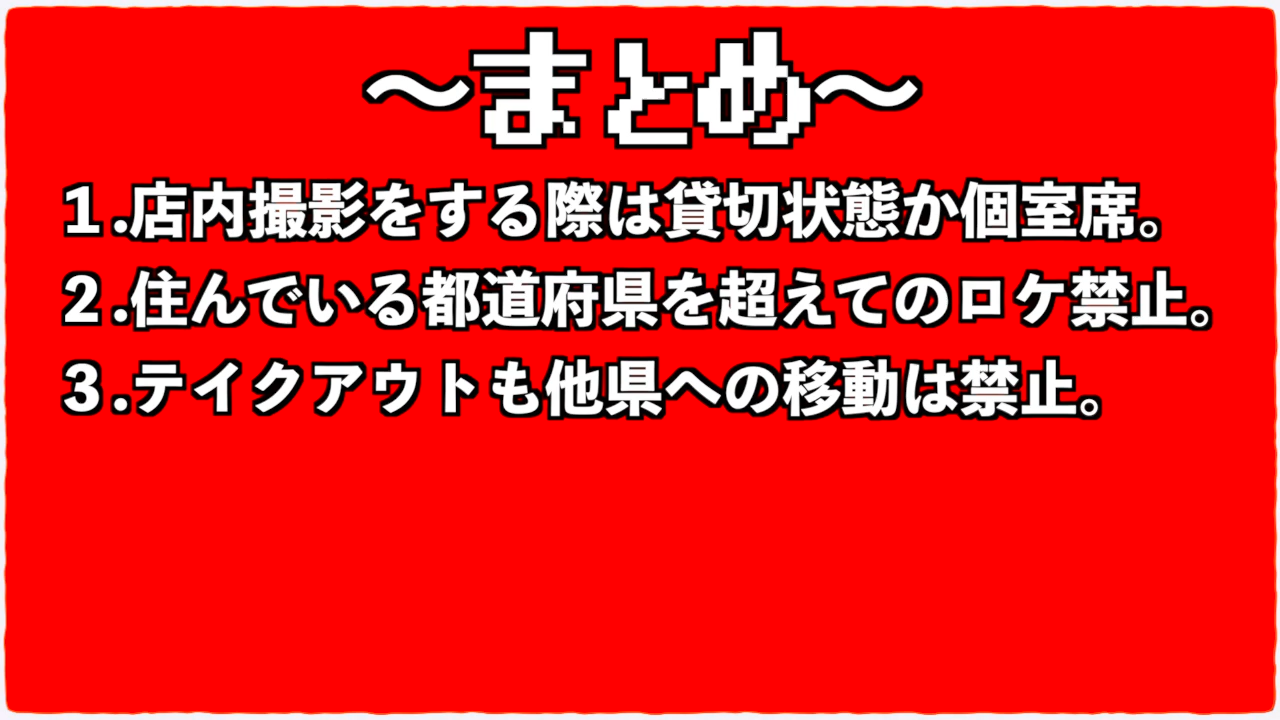 ～まとめ～
１.店内撮影をする際は貸切状態か個室席。
２.住んでいる都道府県を超えてのロケ禁止。
３.テイクアウトも他県への移動は禁止。